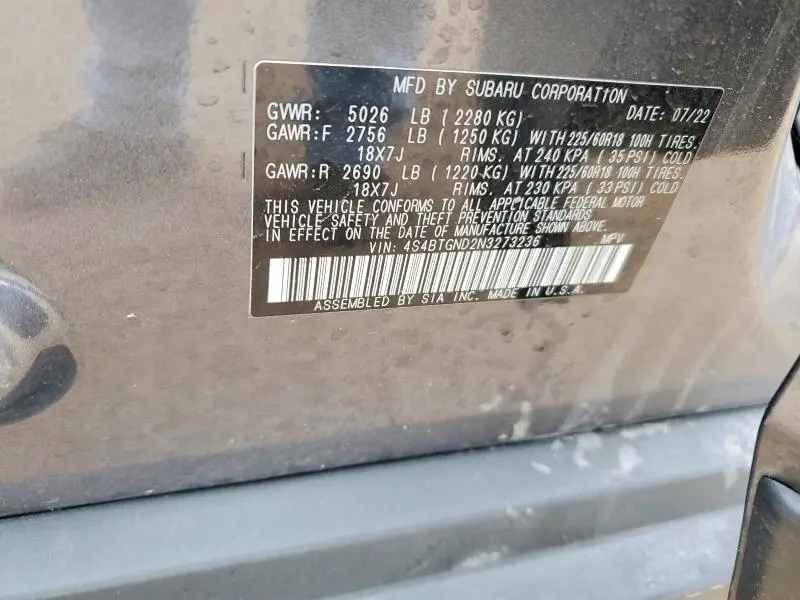 MFD BY SUBARU CORPORATION
GVWR: 5026 LB ( 2280 KG) DATE: 07/22
GAWR:F 2756 LB ( 1250 KG) WITH 225/60R18 100H TIRES.
18X7J RIMS. AT 240 KPA ( 35 PSI) COLD
GAWR:R 2690 LB ( 1220 KG) WITH 225/60R18 100H TIRES.
18X7J RIMS. AT 230 KPA ( 33 PSI) COLD
THIS VEHICLE CONFORMS TO ALL APPLICABLE FEDERAL MOTOR
VEHICLE SAFETY AND THEFT PREVENTION STANDARDS
IN EFFECT ON THE DATE OF MANUFACTURE SHOWN ABOVE.
VIN: 4S4BTGND2N3273236 MPV
ASSEMBLED BY SIA INC. MADE IN U.S.A.